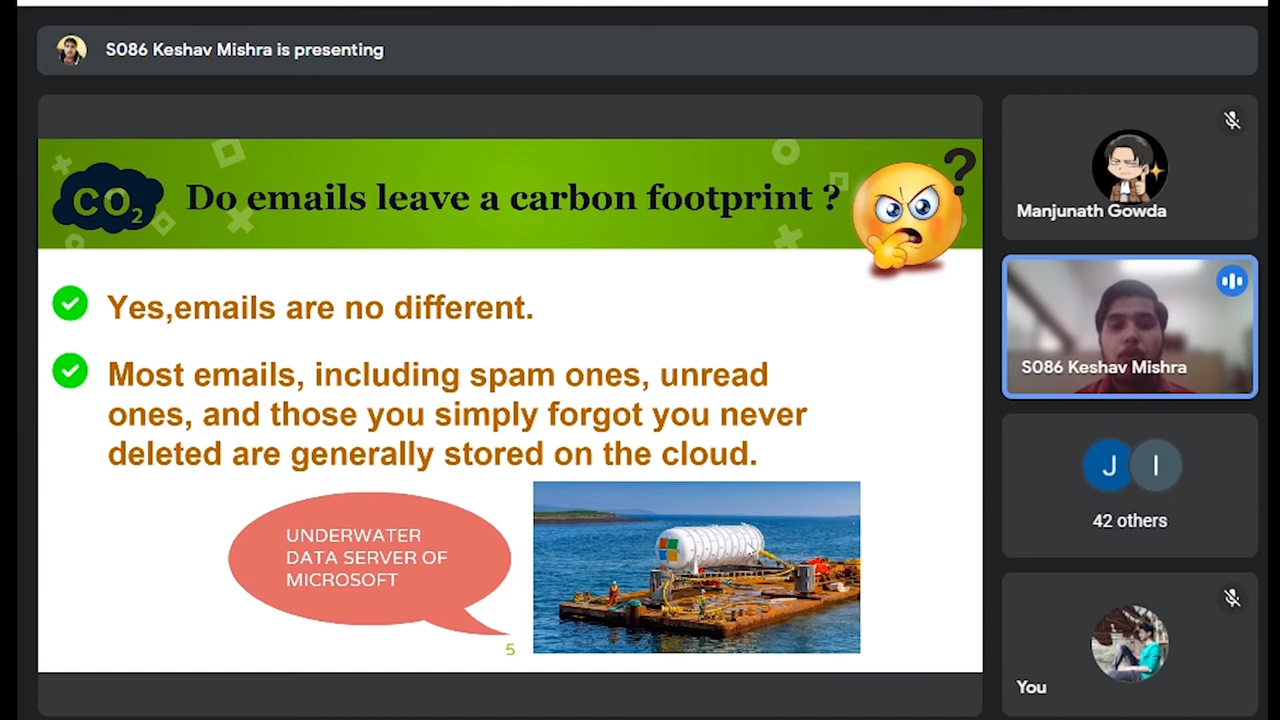 S086 Keshav Mishra is presenting
CO2
Do emails leave a carbon footprint ?
?
Yes,emails are no different.
Most emails, including spam ones, unread
ones, and those you simply forgot you never
deleted are generally stored on the cloud.
UNDERWATER
DATA SERVER OF
MICROSOFT
5
Manjunath Gowda
S086 Keshav Mishra
J I
42 others
You